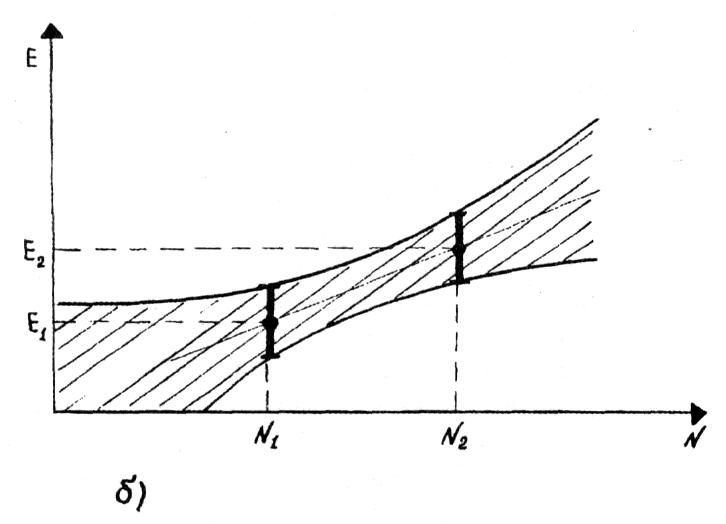 E
E₂
E₁
N₁ N₂ N
б)